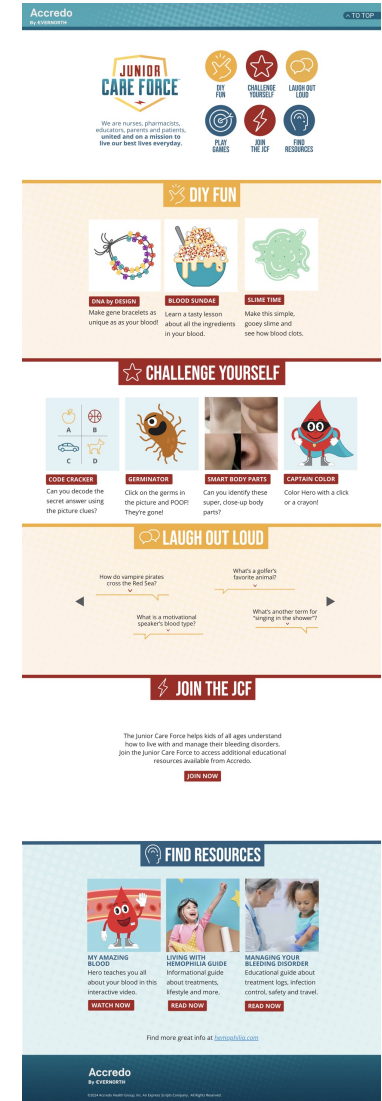 Accredo
By EVERNORTH
TO TOP
JUNIOR
CARE FORCE
We are nurses, pharmacists,
educators, parents and patients,
united and on a mission to
live our best lives everyday.
DIY
FUN
CHALLENGE
YOURSELF
LAUGH OUT
LOUD
PLAY
GAMES
JOIN
THE JCF
FIND
RESOURCES
DIY FUN
DNA by DESIGN
Make gene bracelets as
unique as as your blood!
BLOOD SUNDAE
Learn a tasty lesson
about all the ingredients
in your blood.
SLIME TIME
Make this simple,
gooey slime and
see how blood clots.
CHALLENGE YOURSELF
A
B
C
D
CODE CRACKER
Can you decode the
secret answer using
the picture clues?
GERMINATOR
Click on the germs in
the picture and POOF!
They're gone!
SMART BODY PARTS
Can you identify these
super, close-up body
parts?
CAPTAIN COLOR
Color Hero with a click
or a crayon!
LAUGH OUT LOUD
How do vampire pirates
cross the Red Sea?
What's a golfer's
favorite animal?
What is a motivational
speaker's blood type?
What's another term for
"singing in the shower"?
JOIN THE JCF
The Junior Care Force helps kids of all ages understand
how to live with and manage their bleeding disorders.
Join the Junior Care Force to access additional educational
resources available from Accredo.
JOIN NOW
FIND RESOURCES
MY AMAZING
BLOOD
Hero teaches you all
about your blood in this
interactive video.
WATCH NOW
LIVING WITH
HEMOPHILIA GUIDE
Informational guide
about treatments,
lifestyle and more.
READ NOW
MANAGING YOUR
BLEEDING DISORDER
Educational guide about
treatment logs, infection
control, safety and travel.
READ NOW
Find more great info at hemophilia.com
Accredo
By EVERNORTH
©2024 Accredo Health Group, Inc. An Express Scripts Company. All Rights Reserved.